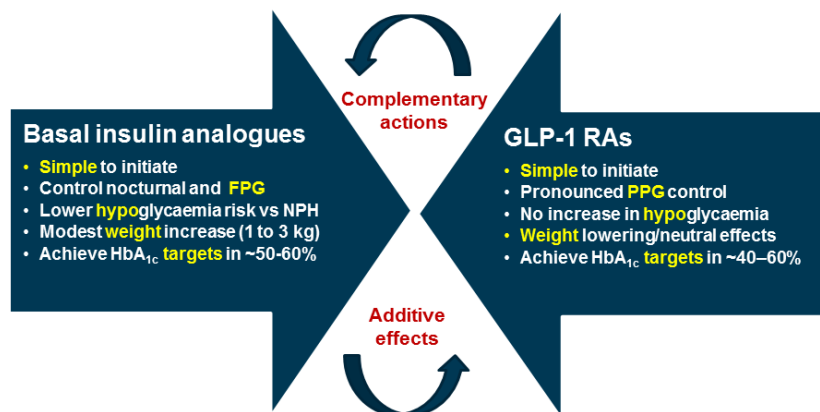 Complementary
actions
Basal insulin analogues
• Simple to initiate
• Control nocturnal and FPG
• Lower hypoglycaemia risk vs NPH
• Modest weight increase (1 to 3 kg)
• Achieve HbA1c targets in ~50-60%
GLP-1 RAs
• Simple to initiate
• Pronounced PPG control
• No increase in hypoglycaemia
• Weight lowering/neutral effects
• Achieve HbA1c targets in ~40–60%
Additive
effects